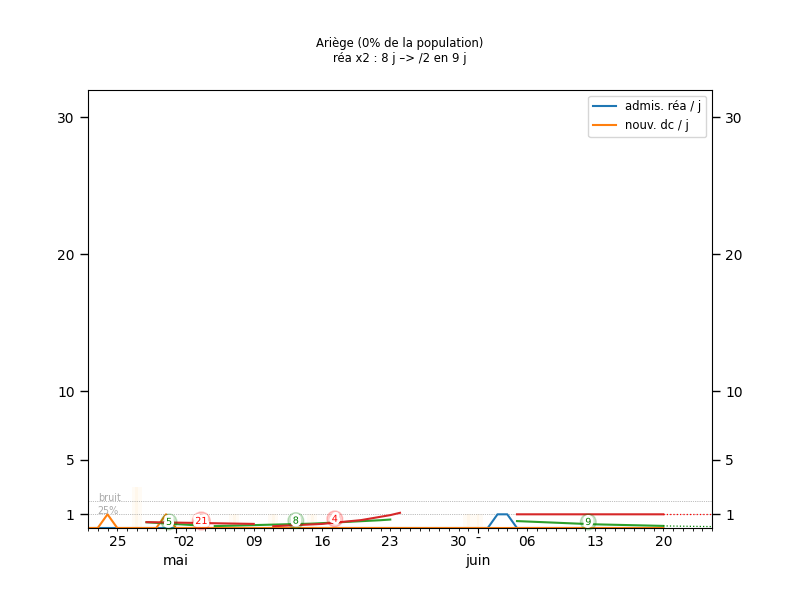 Ariège (0% de la population)
réa x2 : 8 j –> /2 en 9 j
admis. réa / j
nouv. dc / j
30 30
20 20
10 10
5 5
bruit
25%
1 1
5 21 8 4 9
25 02 09 16 23 30 06 13 20
mai juin